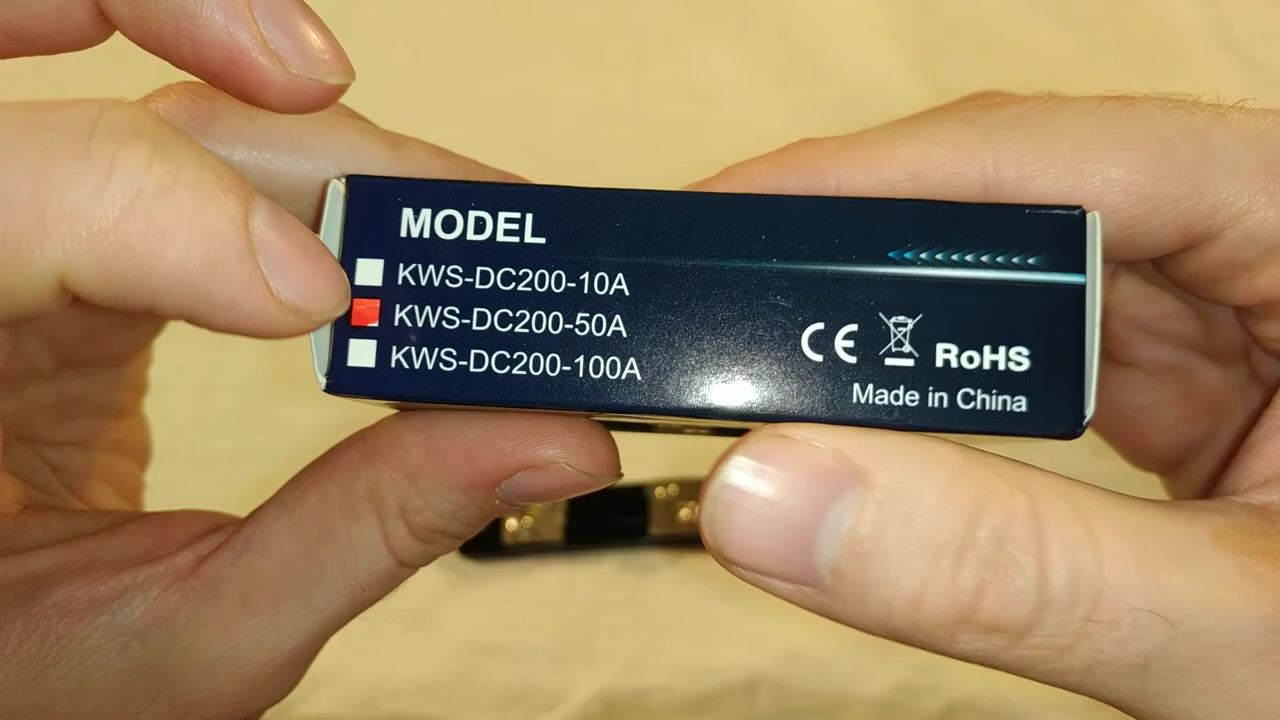 MODEL
KWS-DC200-10A
KWS-DC200-50A
KWS-DC200-100A
CE
RoHS
Made in China